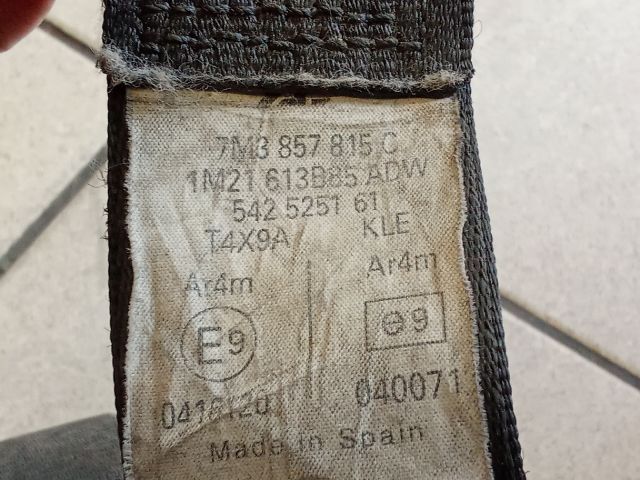 7M3 857 815 C
1M21 613B85 ADW
542 5251 61
T4X9A KLE
Ar4m Ar4m
E9 e9
040071
Made in Spain